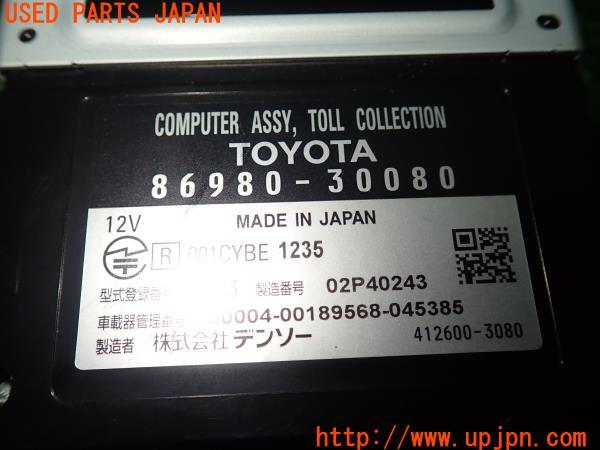 USED PARTS JAPAN
COMPUTER ASSY, TOLL COLLECTION
TOYOTA
86980-30080
12V MADE IN JAPAN
R 001CYBE 1235
型式登録番 3 製造番号 02P40243
車載器管理番号 0004-00189568-045385
製造者 株式会社デンソー 412600-3080
http://www.upjpn.com